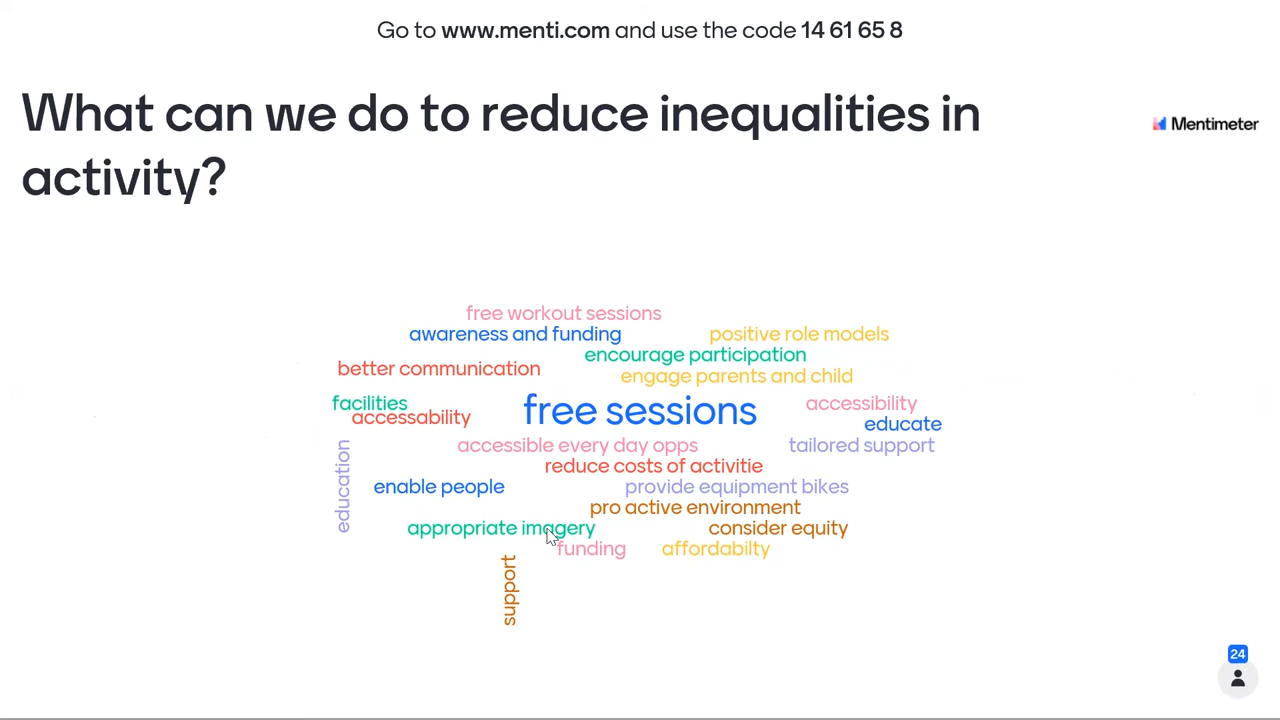 Go to www.menti.com and use the code 14 61 65 8
What can we do to reduce inequalities in
activity?
Mentimeter
free workout sessions
awareness and funding
positive role models
encourage participation
better communication
engage parents and child
facilities
free sessions
accessibility
accessability
educate
accessible every day opps
tailored support
education
reduce costs of activitie
enable people
provide equipment bikes
pro active environment
appropriate imagery
consider equity
funding
affordabilty
support
24